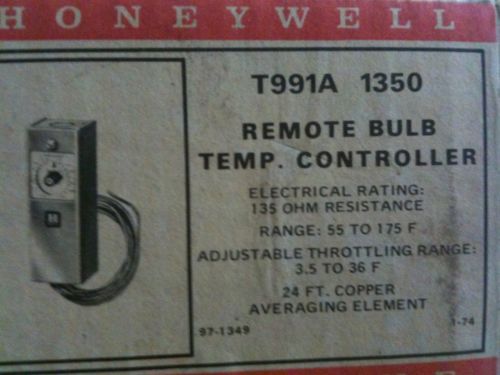 HONEYWELL
T991A 1350
REMOTE BULB
TEMP. CONTROLLER
ELECTRICAL RATING:
135 OHM RESISTANCE
RANGE: 55 TO 175 F
ADJUSTABLE THROTTLING RANGE:
3.5 TO 36 F
24 FT. COPPER
AVERAGING ELEMENT
97-1349
1-74
H